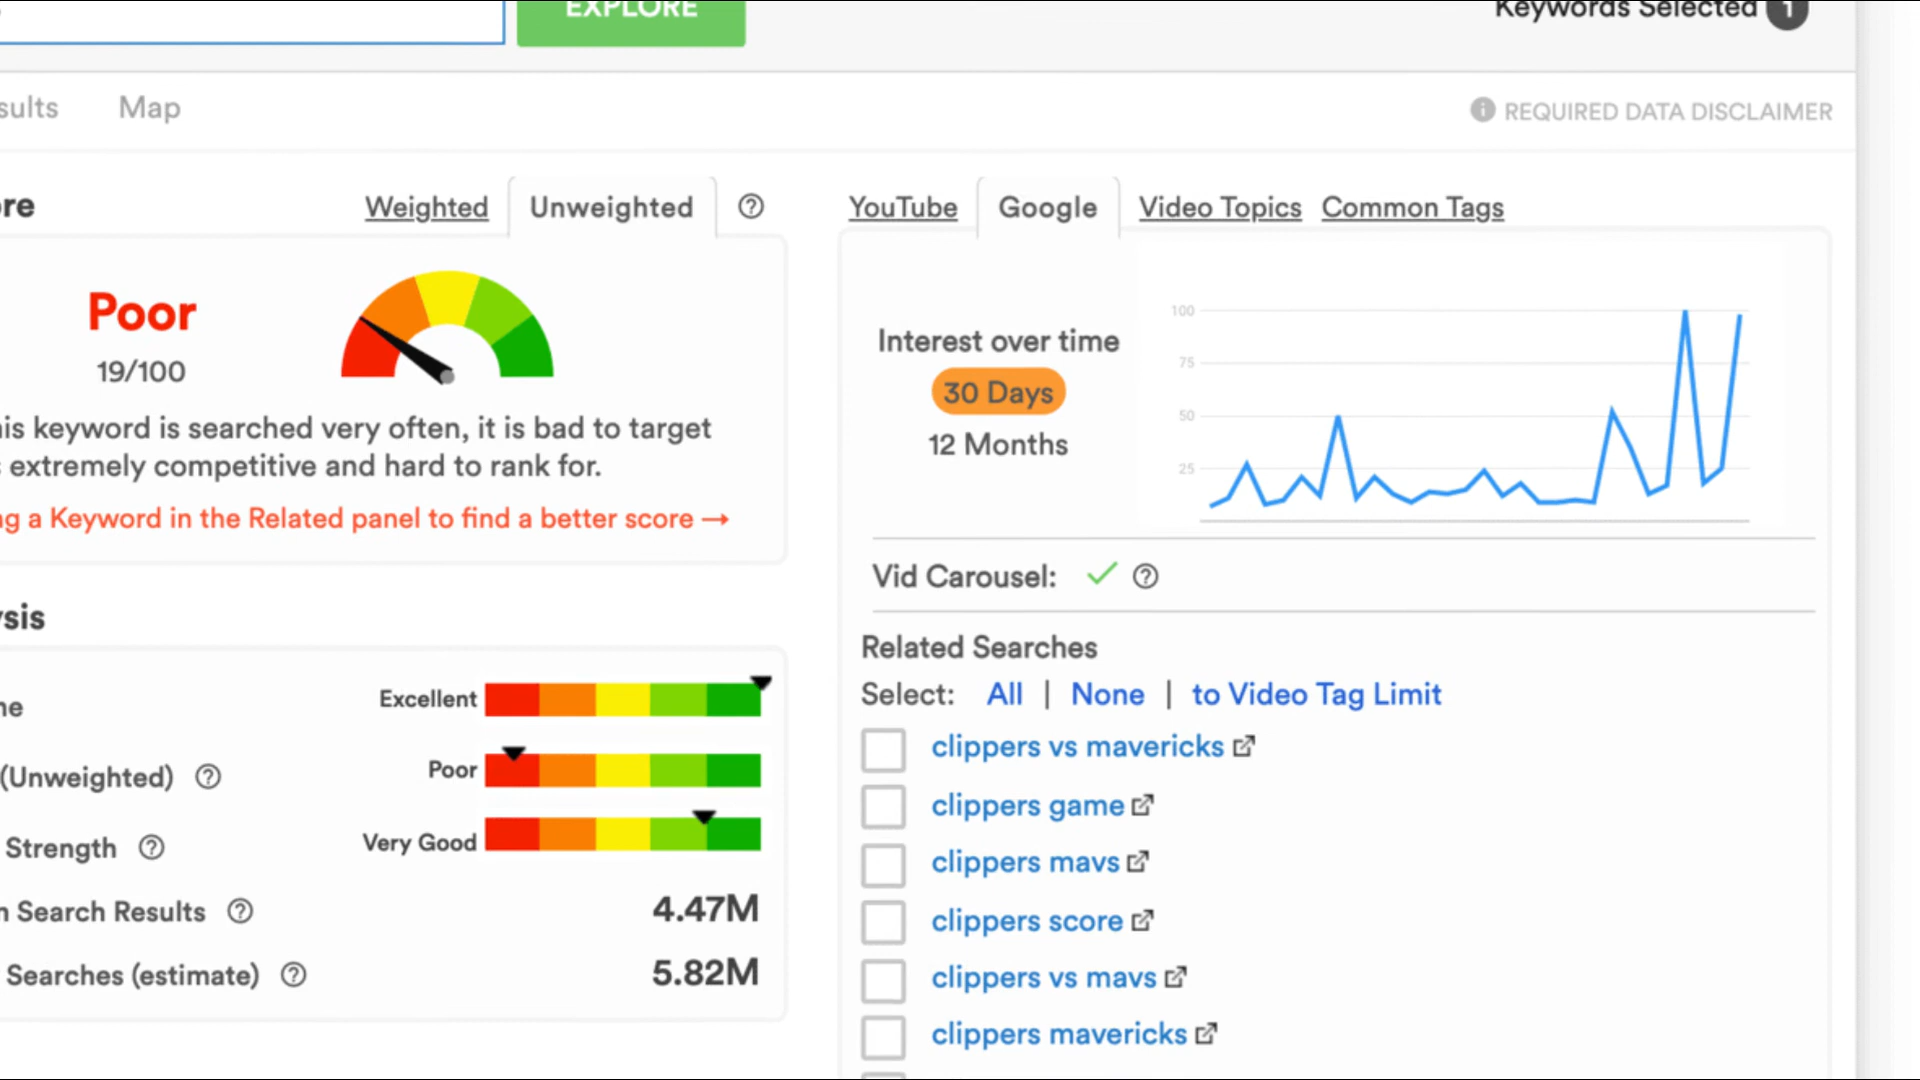 EXPLORE
Keywords Selected 1
Map
REQUIRED DATA DISCLAIMER
Weighted
Unweighted
YouTube
Google
Video Topics
Common Tags
Poor
19/100
is keyword is searched very often, it is bad to target
extremely competitive and hard to rank for.
a Keyword in the Related panel to find a better score →
Interest over time
30 Days
12 Months
100
75
50
25
Vid Carousel:
Related Searches
Select: All | None | to Video Tag Limit
Excellent
(Unweighted)
Poor
Strength
Very Good
Search Results
4.47M
Searches (estimate)
5.82M
clippers vs mavericks
clippers game
clippers mavs
clippers score
clippers vs mavs
clippers mavericks